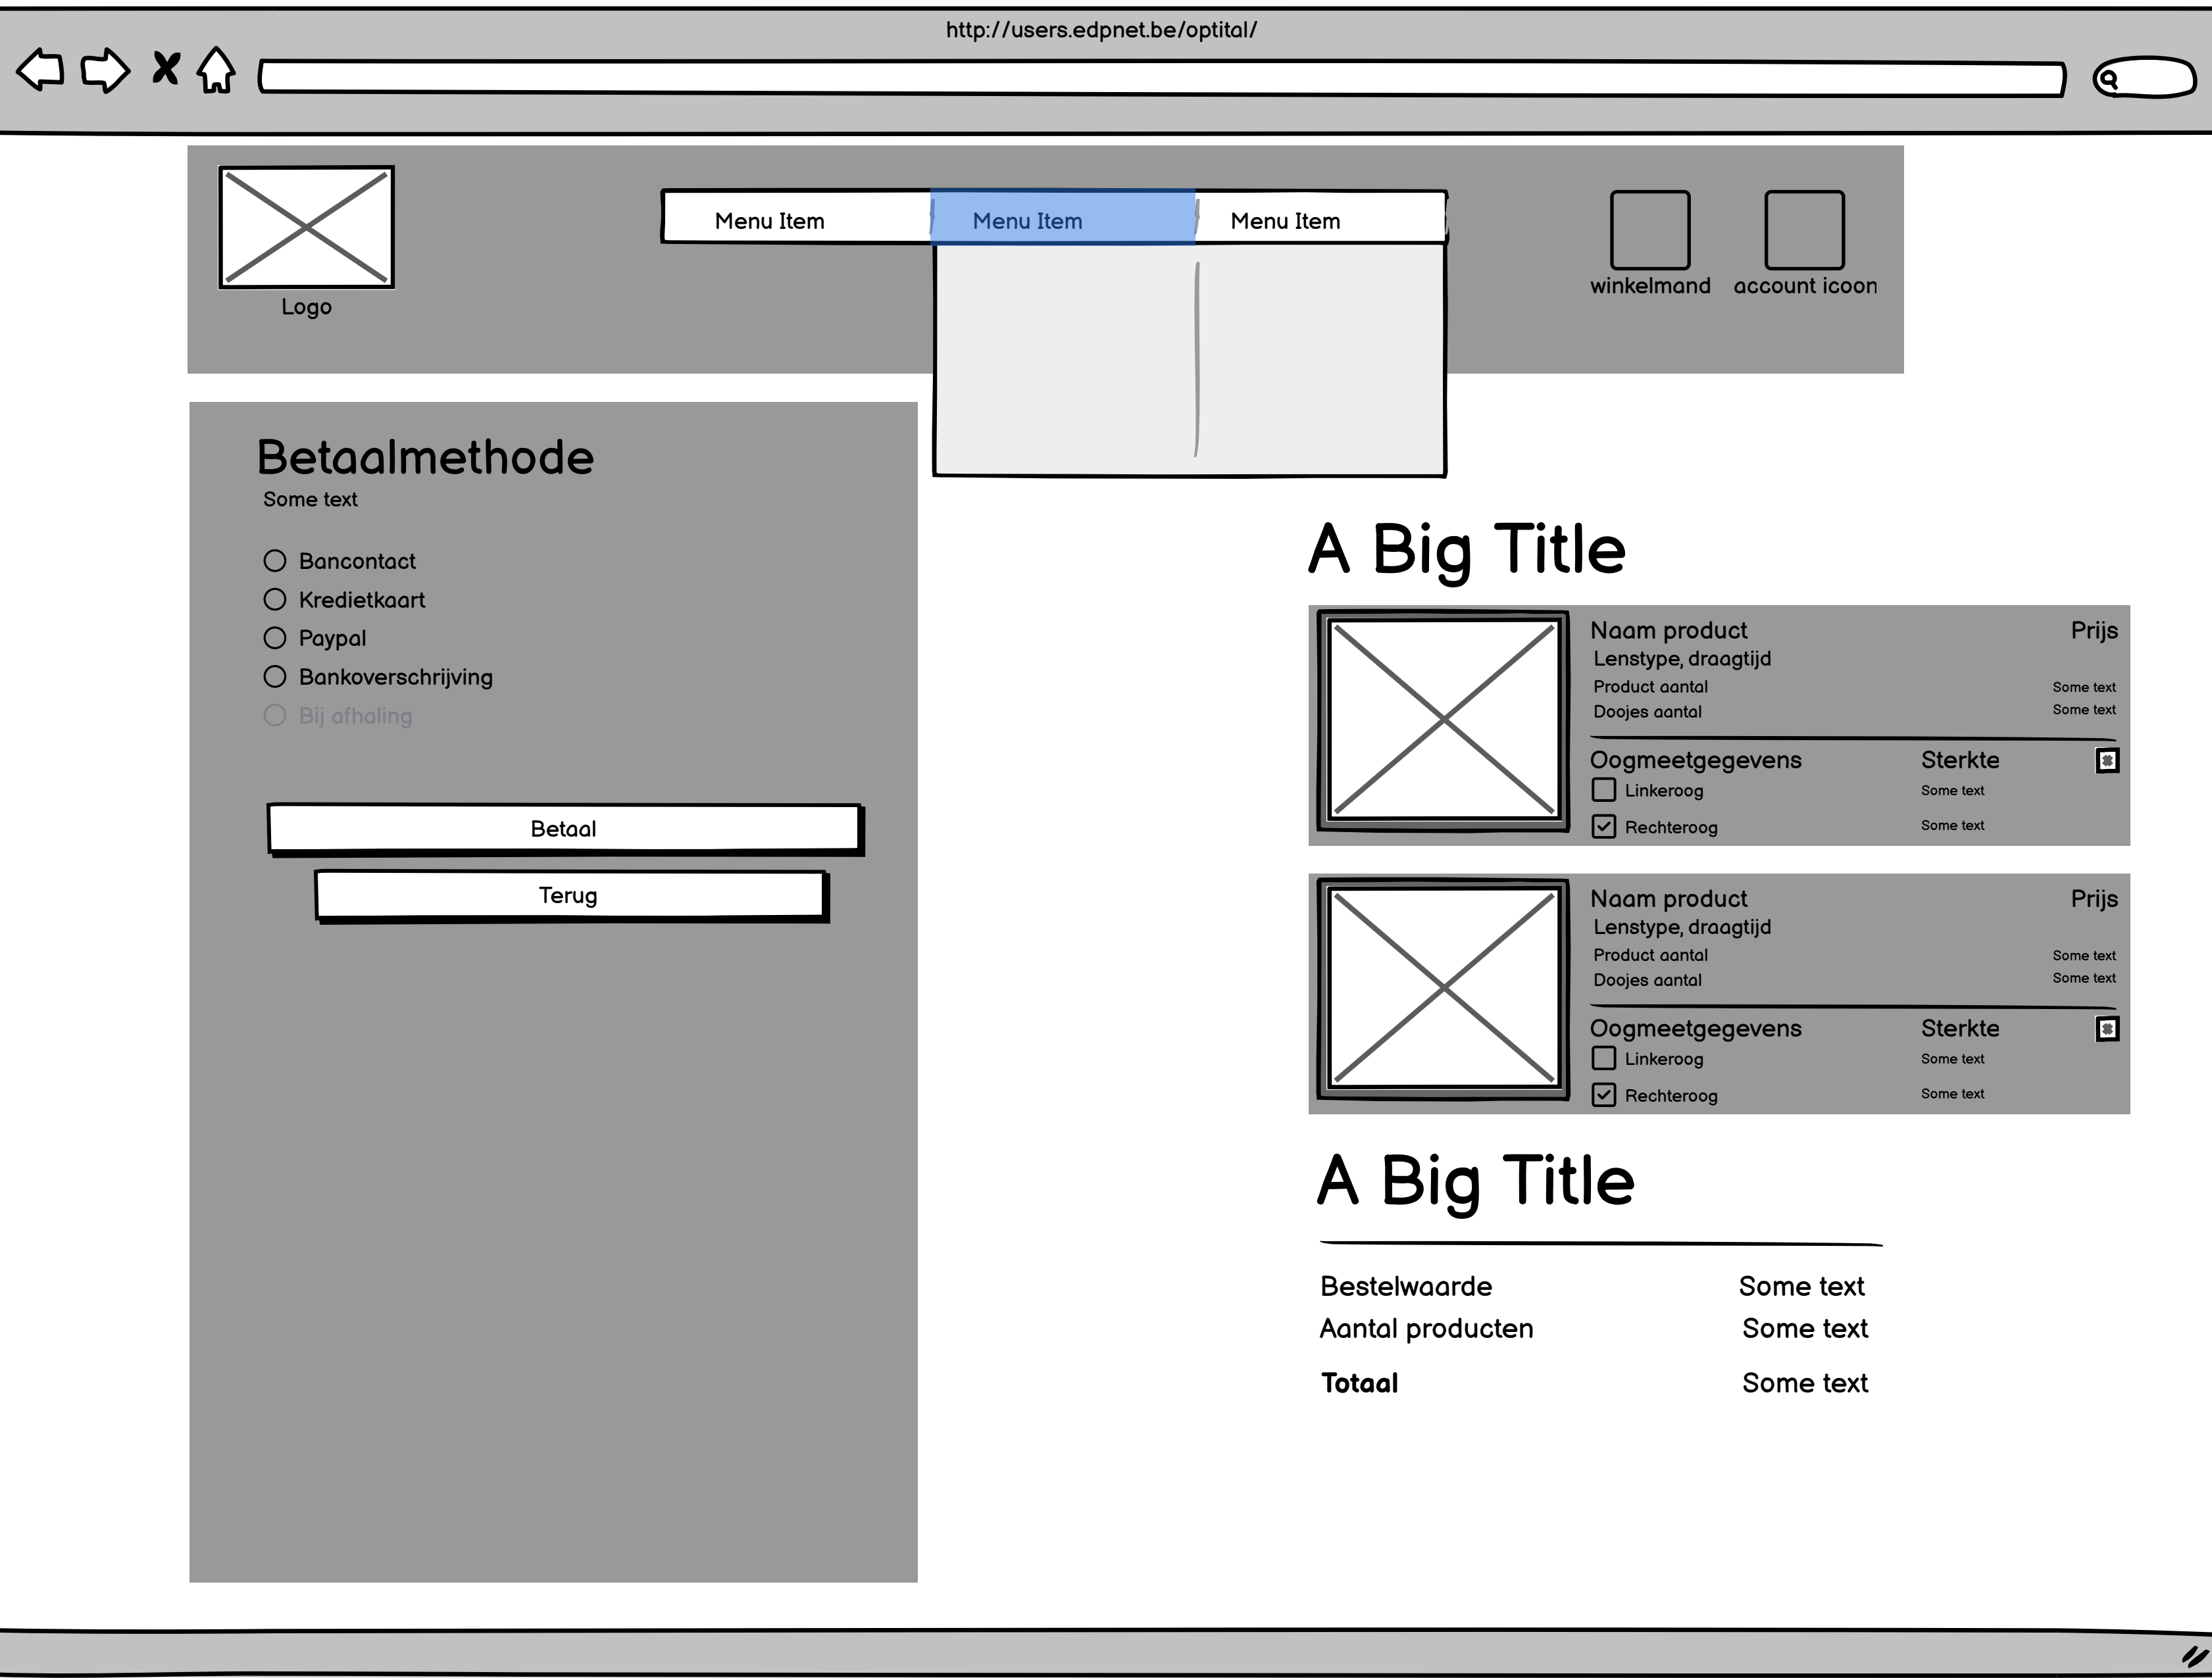 http://users.edpnet.be/optital/
Menu Item
Menu Item
Menu Item
Logo
winkelmand
account icoon
Betaalmethode
Some text
Bancontact
Kredietkaart
Paypal
Bankoverschrijving
Bij afhaling
Betaal
Terug
A Big Title
Naam product Prijs
Lenstype, draagtijd
Product aantal Some text
Doojes aantal Some text
Oogmeetgegevens Sterkte
Linkeroog Some text
Rechteroog Some text
Naam product Prijs
Lenstype, draagtijd
Product aantal Some text
Doojes aantal Some text
Oogmeetgegevens Sterkte
Linkeroog Some text
Rechteroog Some text
A Big Title
Bestelwaarde Some text
Aantal producten Some text
Totaal Some text